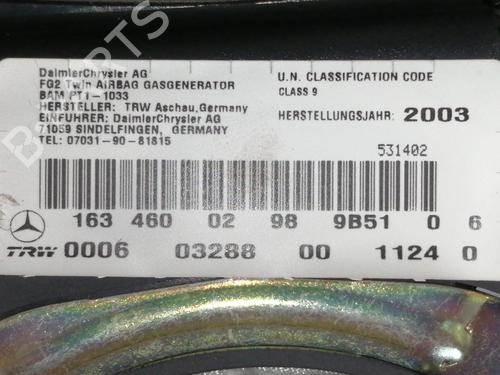 DaimlerChrysler AG
FG2 Twin AIRBAG GASGENERATOR
BAM PT1-1033
HERSTELLER: TRW Aschau,Germany
EINFUHRER: DaimlerChrysler AG
71059 SINDELFINGEN, GERMANY
TEL: 07031-90-81815
U.N. CLASSIFICATION CODE
CLASS 9
HERSTELLUNGSJAHR: 2003
531402
163 460 02 98 9B51 0 6
TRW 0006 03288 00 1124 0